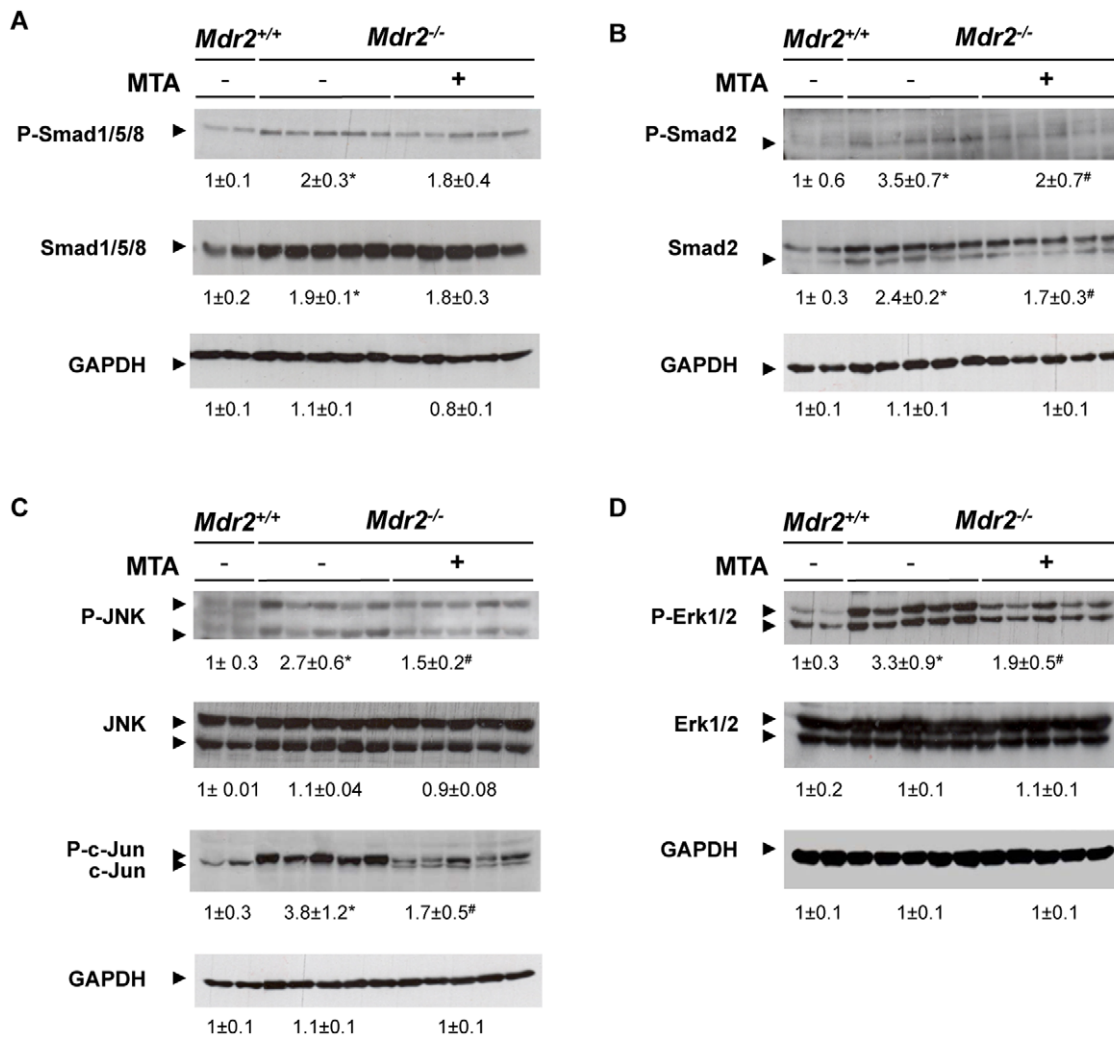 A
Mdr2+/+ Mdr2-/-
MTA - - +
P-Smad1/5/8
1±0.1 2±0.3* 1.8±0.4
Smad1/5/8
1±0.2 1.9±0.1* 1.8±0.3
GAPDH
1±0.1 1.1±0.1 0.8±0.1
B
Mdr2+/+ Mdr2-/-
MTA - - +
P-Smad2
1± 0.6 3.5±0.7* 2±0.7#
Smad2
1± 0.3 2.4±0.2* 1.7±0.3#
GAPDH
1±0.1 1.1±0.1 1±0.1
C
Mdr2+/+ Mdr2-/-
MTA - - +
P-JNK
1± 0.3 2.7±0.6* 1.5±0.2#
JNK
1± 0.01 1.1±0.04 0.9±0.08
P-c-Jun
c-Jun
1±0.3 3.8±1.2* 1.7±0.5#
GAPDH
1±0.1 1.1±0.1 1±0.1
D
Mdr2+/+ Mdr2-/-
MTA - - +
P-Erk1/2
1±0.3 3.3±0.9* 1.9±0.5#
Erk1/2
1±0.2 1±0.1 1.1±0.1
GAPDH
1±0.1 1±0.1 1±0.1